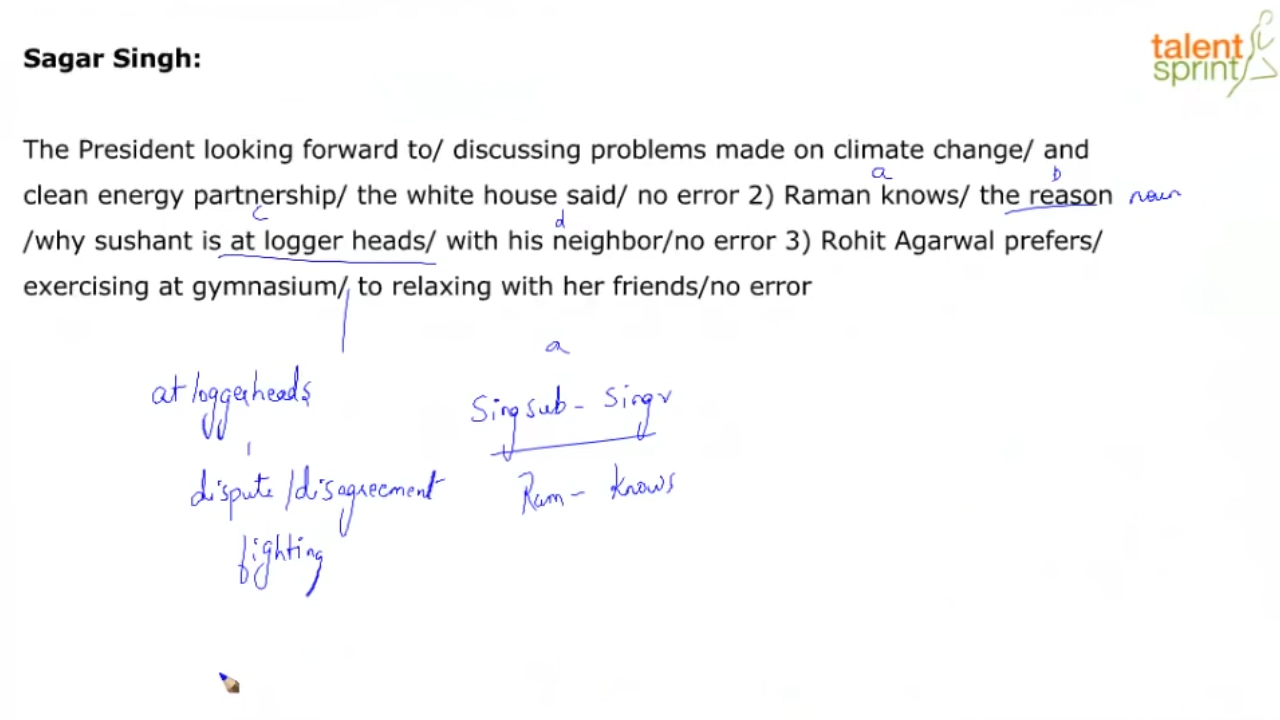 Sagar Singh:
talent
sprint
The President looking forward to/ discussing problems made on climate change/ and
a
b
clean energy partnership/ the white house said/ no error 2) Raman knows/ the reason noun
c
d
/why sushant is at logger heads/ with his neighbor/no error 3) Rohit Agarwal prefers/
exercising at gymnasium/ to relaxing with her friends/no error
a
at loggerheads
Sing sub - Sing v
dispute/disagreement
Ram - knows
fighting